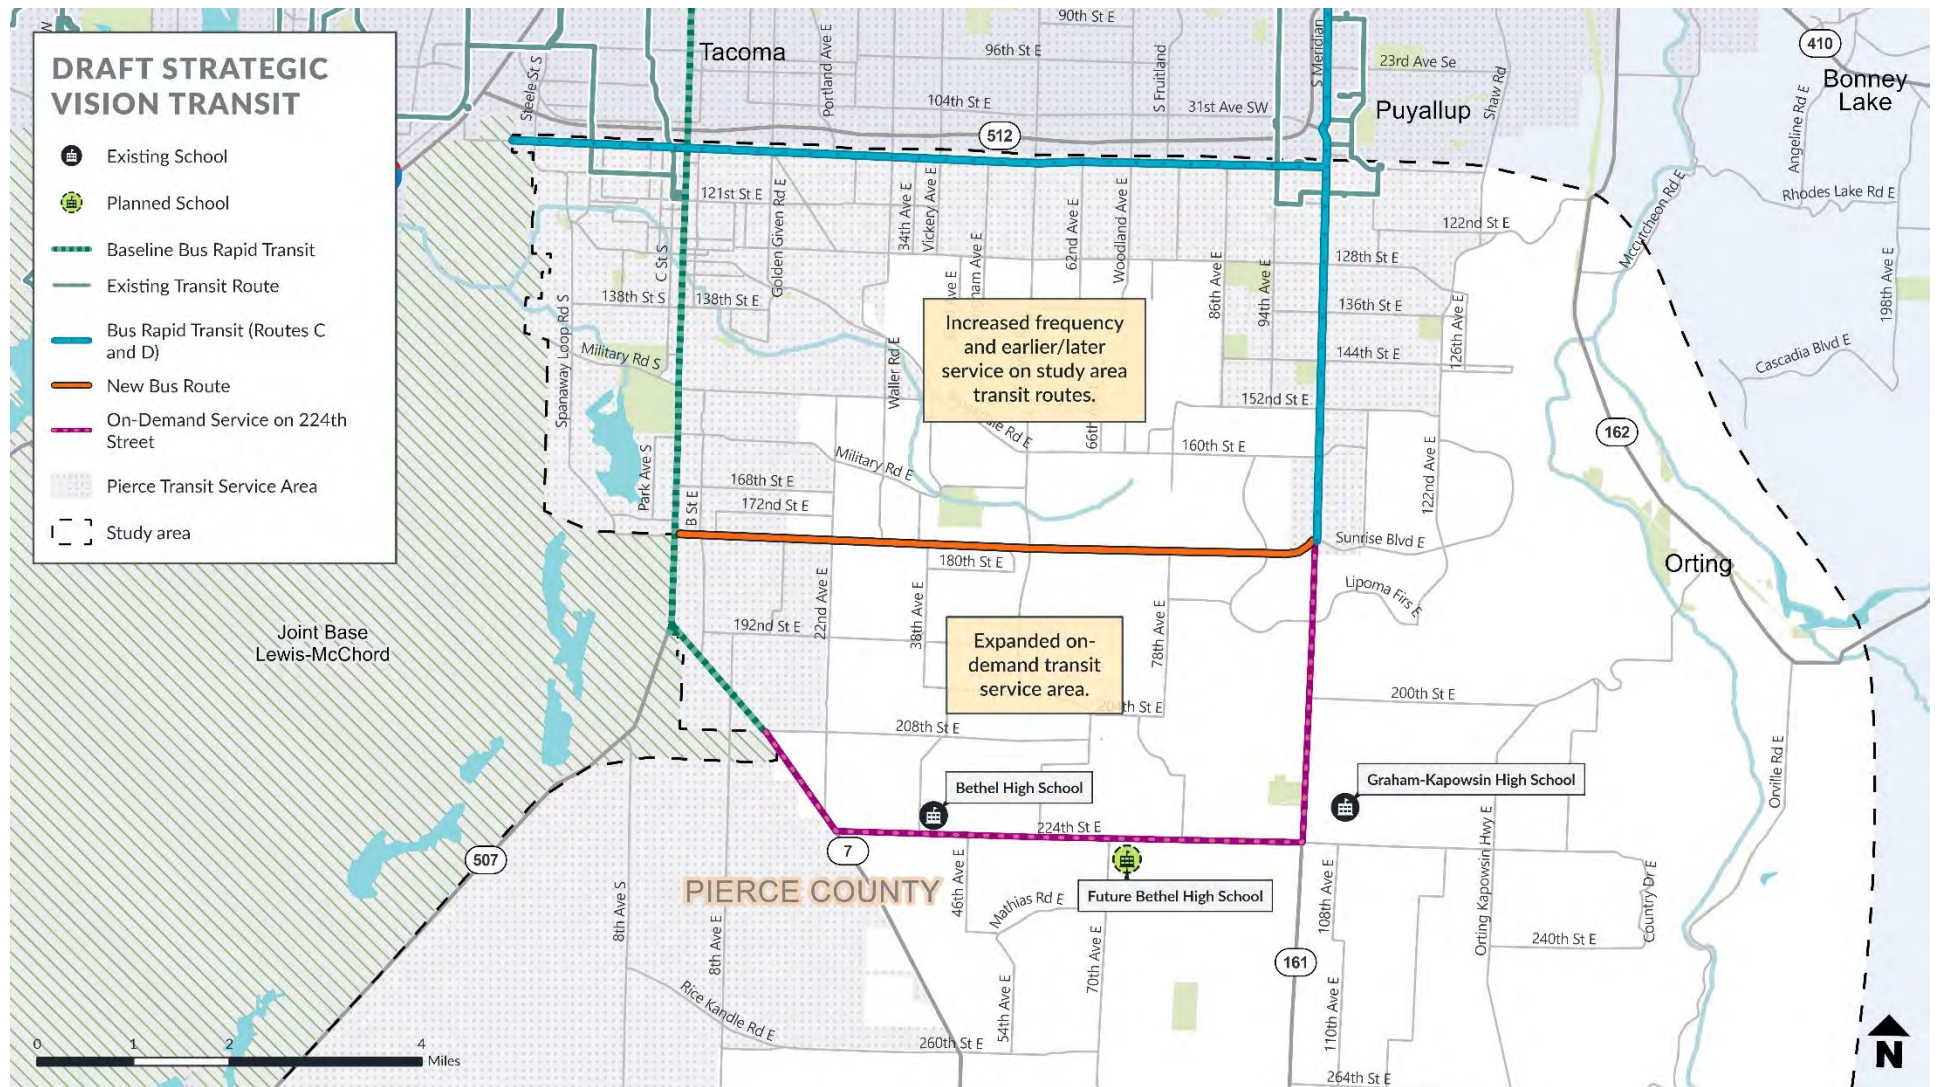 DRAFT STRATEGIC
VISION TRANSIT
Existing School
Planned School
Baseline Bus Rapid Transit
Existing Transit Route
Bus Rapid Transit (Routes C
and D)
New Bus Route
On-Demand Service on 224th
Street
Pierce Transit Service Area
Study area
Tacoma
Puyallup
Bonney
Lake
Orting
Joint Base
Lewis-McChord
PIERCE COUNTY
410
512
162
507
7
161
90th St E
96th St E
104th St E
31st Ave SW
23rd Ave Se
Steele St S
Portland Ave E
S Fruitland
S Meridian
Shaw Rd
Angeline Rd E
Rhodes Lake Rd E
Mccutcheon Rd E
198th Ave E
Cascadia Blvd E
121st St E
Golden Given Rd E
34th Ave E
Vickery Ave E
62nd Ave E
Woodland Ave E
86th Ave E
94th Ave E
122nd St E
128th St E
136th St E
126th Ave E
144th St E
152nd St E
C St S
138th St S
138th St E
Spanaway Loop Rd S
Military Rd S
Waller Rd E
Ave E
Increased frequency
and earlier/later
service on study area
transit routes.
Rd E
160th St E
Military Rd E
168th St E
172nd St E
Park Ave S
B St E
122nd Ave E
Sunrise Blvd E
Lipoma Firs E
180th St E
22nd Ave E
38th Ave E
78th Ave E
192nd St E
Expanded on-
demand transit
service area.
204th St E
200th St E
208th St E
Bethel High School
Graham-Kapowsin High School
224th St E
Future Bethel High School
46th Ave E
Mathias Rd E
70th Ave E
54th Ave E
8th Ave S
8th Ave E
Rice Kandle Rd E
260th St E
108th Ave E
110th Ave E
264th St E
Orting Kapowsin Hwy E
Country Dr E
240th St E
Orville Rd E
0 1 2 4
Miles
N